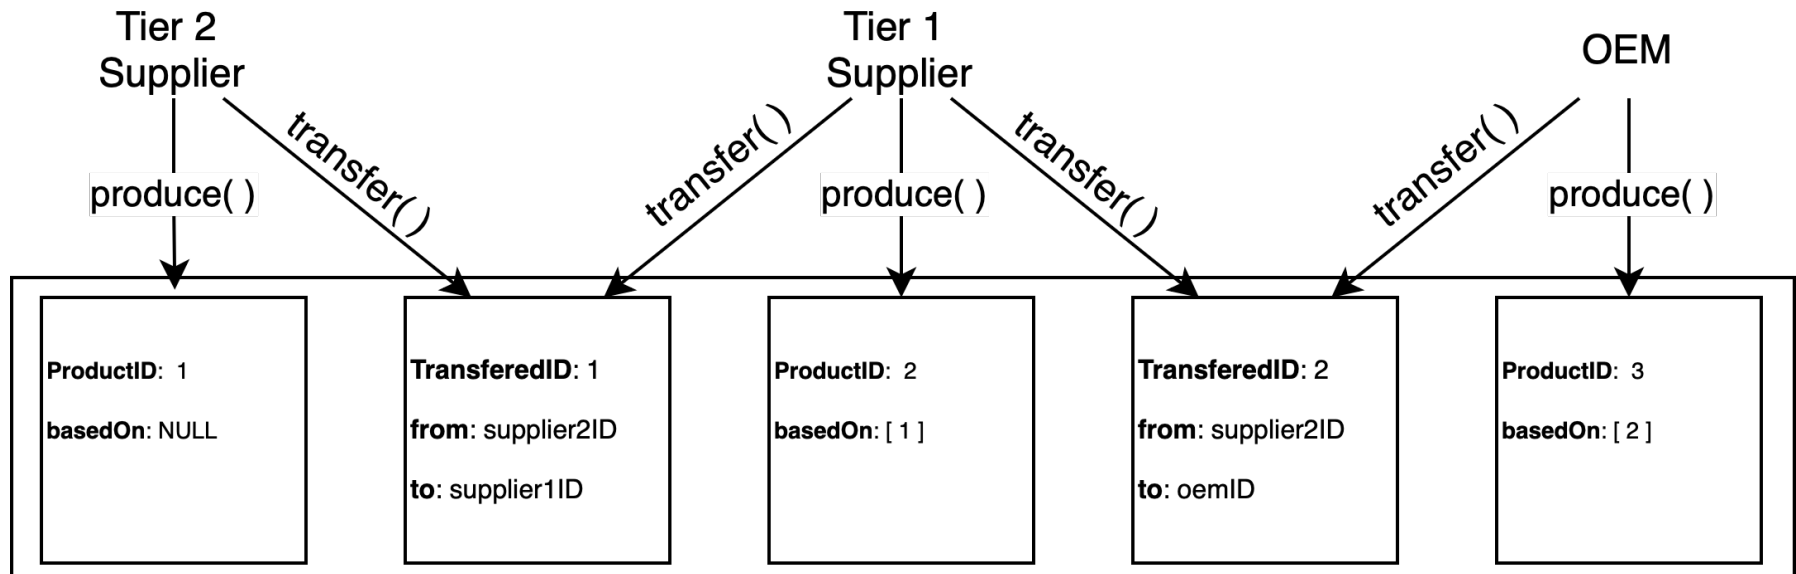 Tier 2
Supplier
Tier 1
Supplier
OEM
transfer( )
transfer( )
transfer( )
transfer( )
produce( )
produce( )
produce( )
ProductID: 1
basedOn: NULL
TransferedID: 1
from: supplier2ID
to: supplier1ID
ProductID: 2
basedOn: [ 1 ]
TransferedID: 2
from: supplier2ID
to: oemID
ProductID: 3
basedOn: [ 2 ]